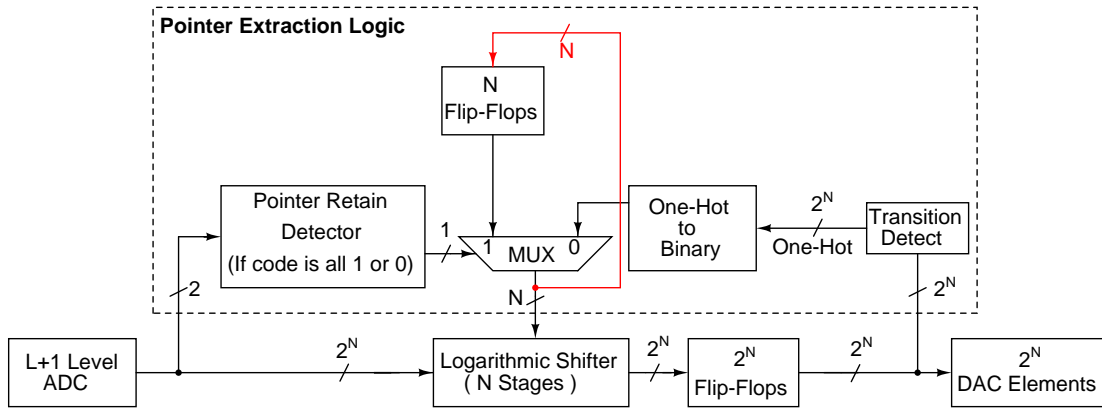 Pointer Extraction Logic
N
N
Flip-Flops
Pointer Retain
Detector
(If code is all 1 or 0)
1
1
0
MUX
One-Hot
to
Binary
2^N
One-Hot
Transition
Detect
2
N
2^N
L+1 Level
ADC
2^N
Logarithmic Shifter
( N Stages )
2^N
2^N
Flip-Flops
2^N
2^N
DAC Elements